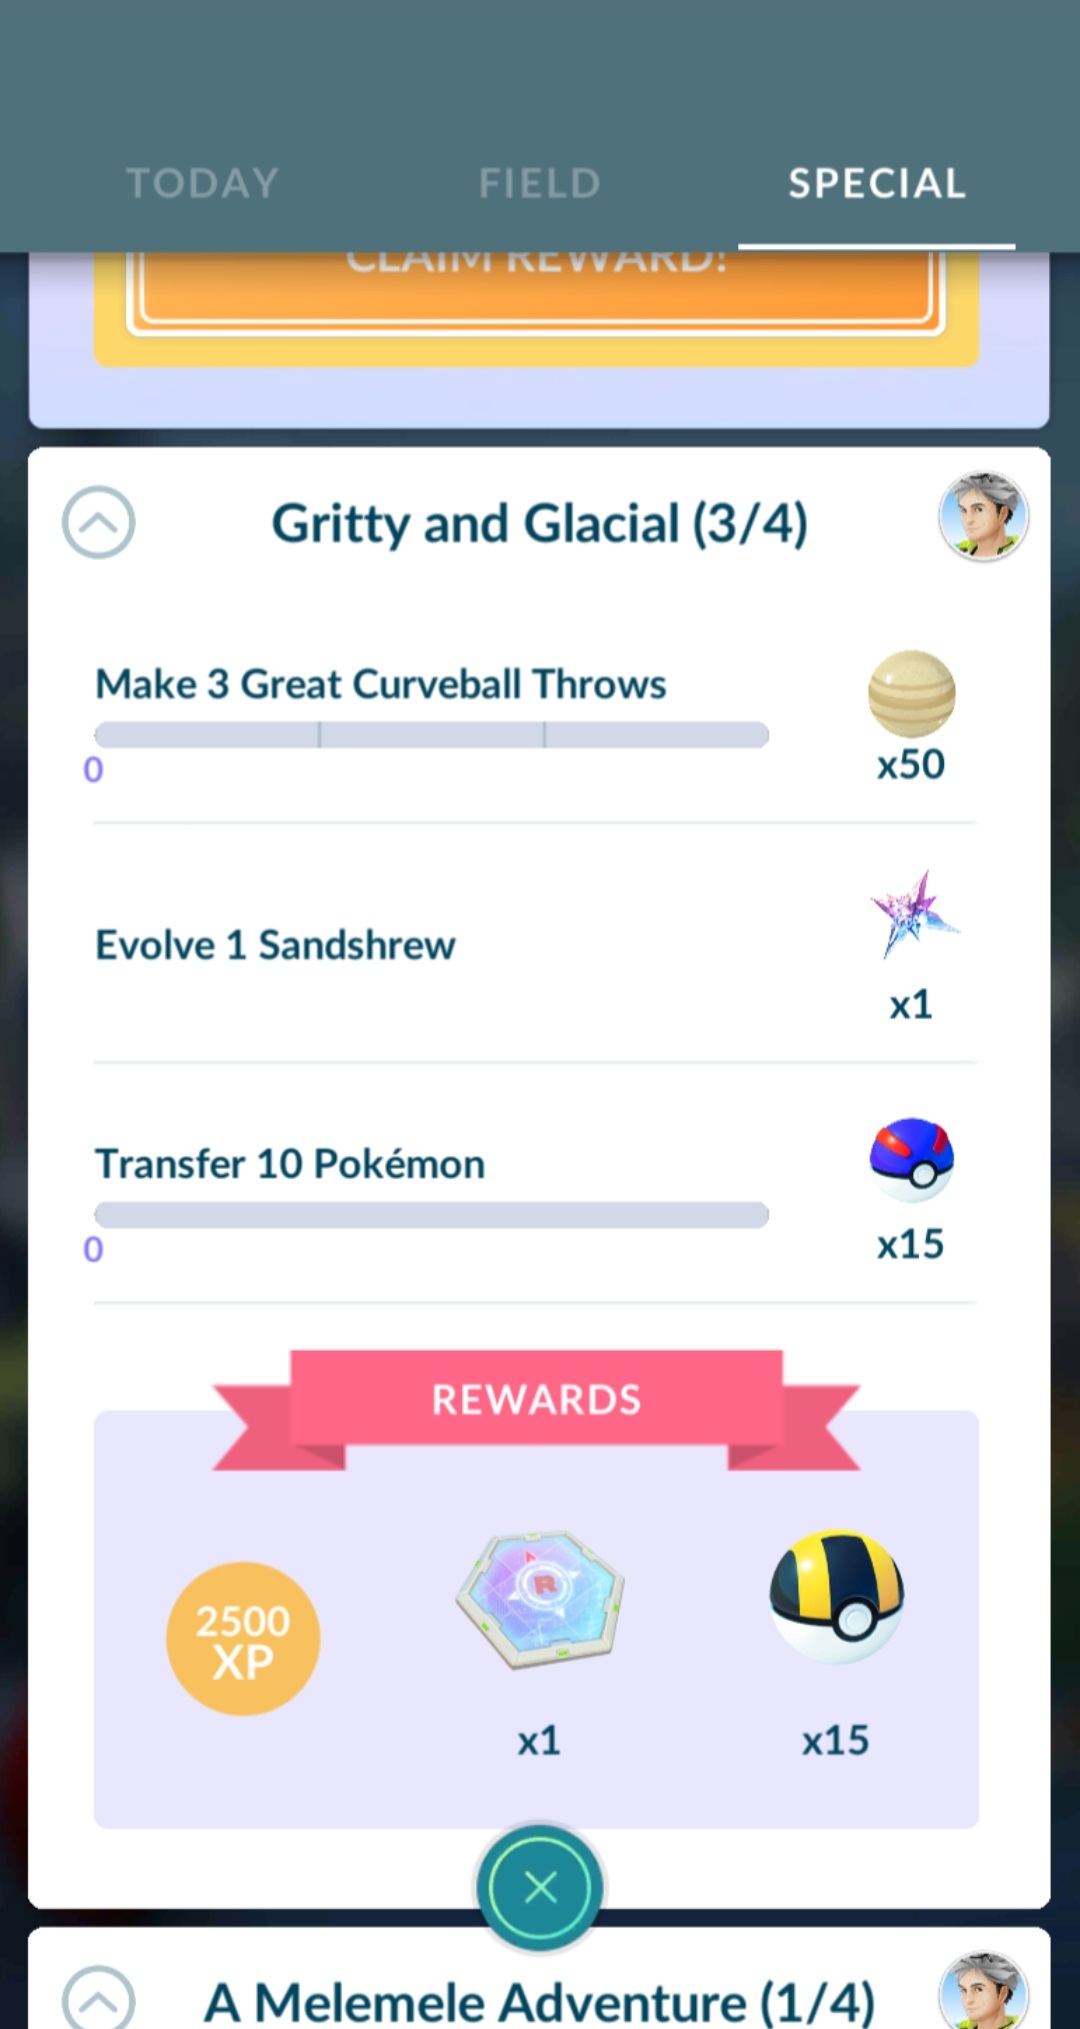 TODAY
FIELD
SPECIAL
CLAIM REWARD!
Gritty and Glacial (3/4)
Make 3 Great Curveball Throws
0
x50
Evolve 1 Sandshrew
x1
Transfer 10 Pokémon
0
x15
REWARDS
2500
XP
R
x1
x15
A Melemele Adventure (1/4)